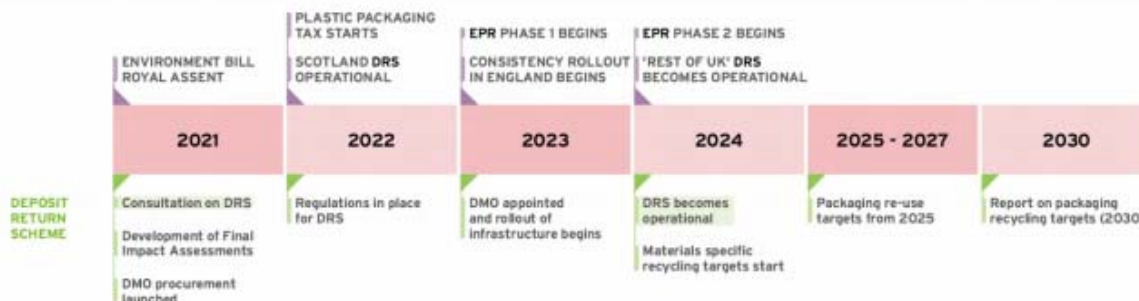 PLASTIC PACKAGING
TAX STARTS
EPR PHASE 1 BEGINS
EPR PHASE 2 BEGINS
ENVIRONMENT BILL
ROYAL ASSENT
SCOTLAND DRS
OPERATIONAL
CONSISTENCY ROLLOUT
IN ENGLAND BEGINS
'REST OF UK' DRS
BECOMES OPERATIONAL
2021
2022
2023
2024
2025 - 2027
2030
DEPOSIT
RETURN
SCHEME
Consultation on DRS
Development of Final
Impact Assessments
DMO procurement
launched
Regulations in place
for DRS
DMO appointed
and rollout of
infrastructure begins
DRS becomes
operational
Materials specific
recycling targets start
Packaging re-use
targets from 2025
Report on packaging
recycling targets (2030